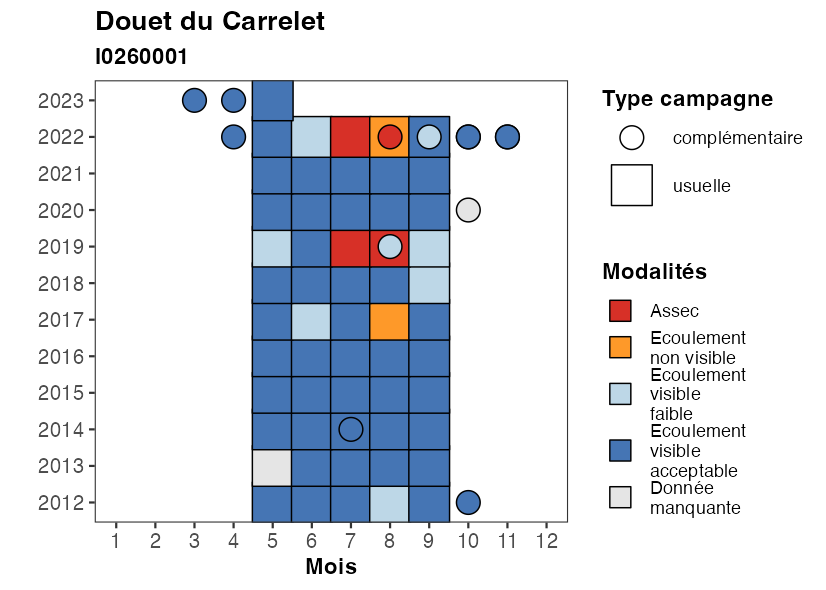 Douet du Carrelet
I0260001
2023
2022
2021
2020
2019
2018
2017
2016
2015
2014
2013
2012
1 2 3 4 5 6 7 8 9 10 11 12
Mois
Type campagne
complémentaire
usuelle
Modalités
Assec
Ecoulement
non visible
Ecoulement
visible
faible
Ecoulement
visible
acceptable
Donnée
manquante